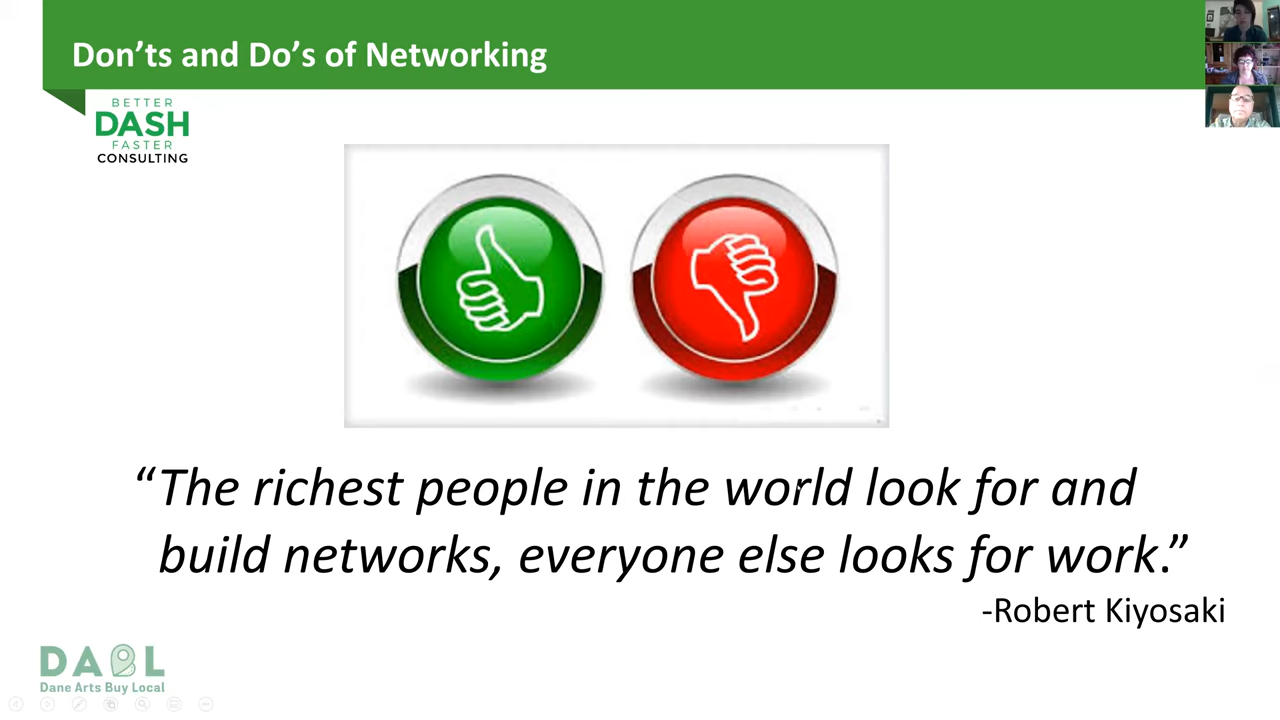 Don’ts and Do’s of Networking
BETTER
DASH
FASTER
CONSULTING
“The richest people in the world look for and
build networks, everyone else looks for work.”
-Robert Kiyosaki
DABL
Dane Arts Buy Local